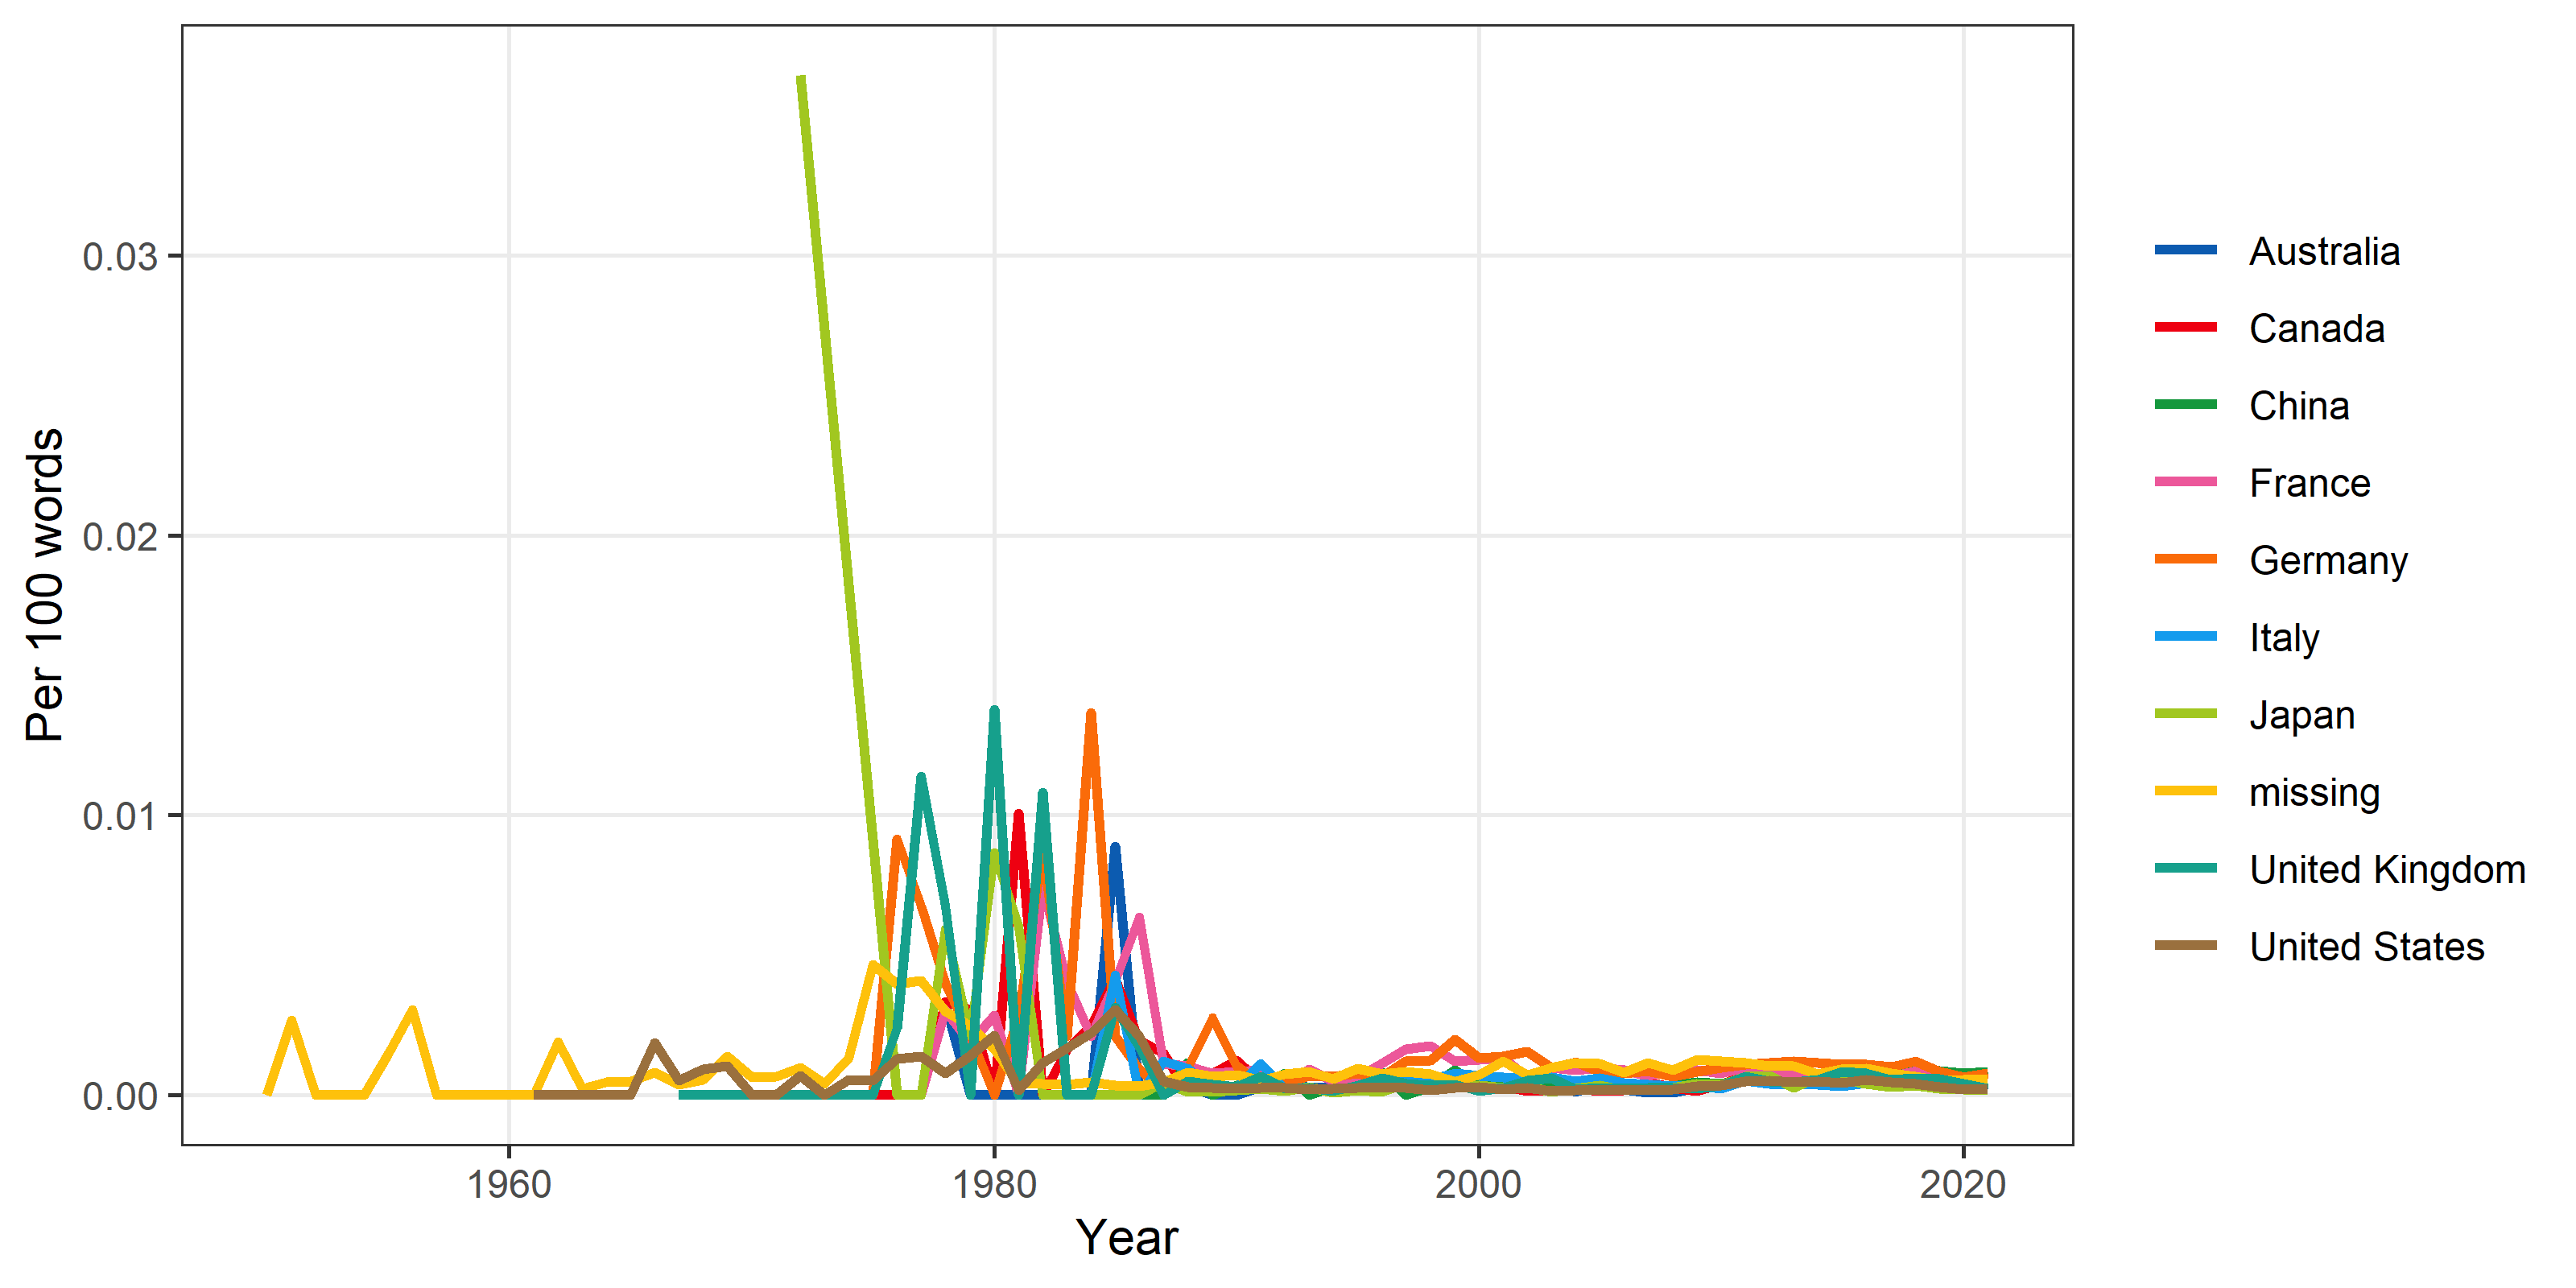 Per 100 words
0.03
0.02
0.01
0.00
1960
1980
2000
2020
Year
Australia
Canada
China
France
Germany
Italy
Japan
missing
United Kingdom
United States